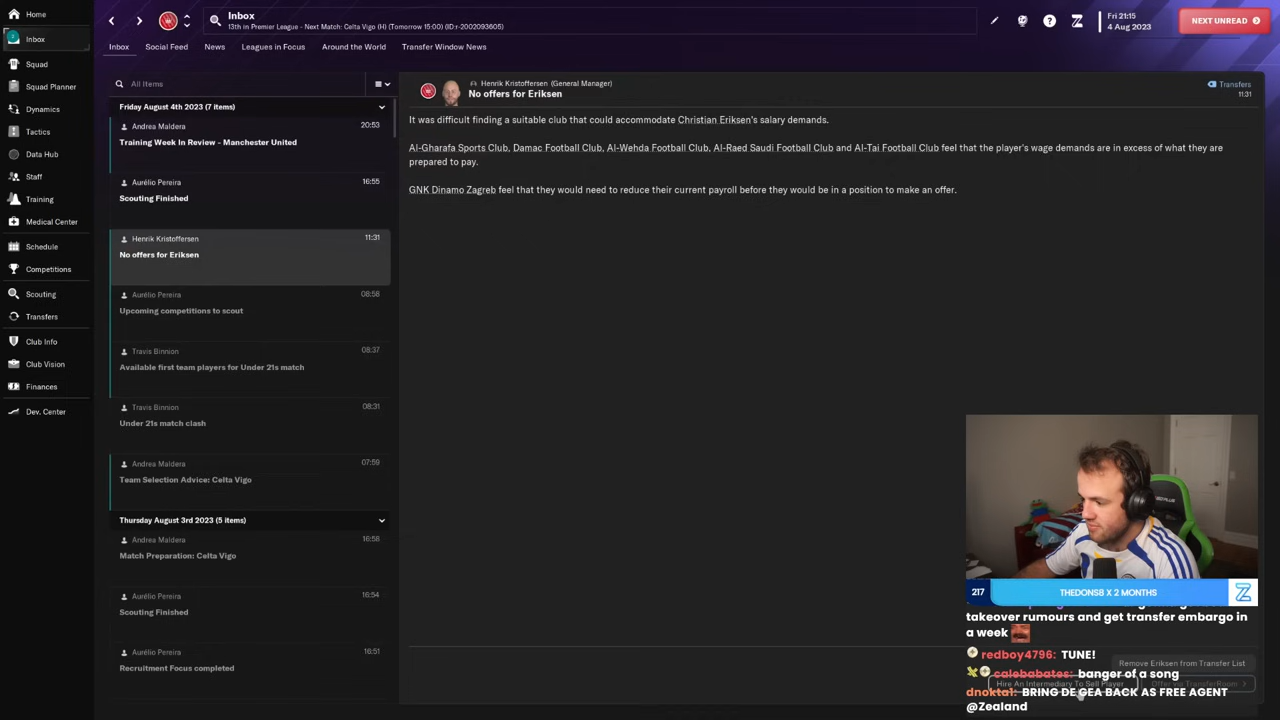 Home
Inbox
Squad
Squad Planner
Dynamics
Tactics
Data Hub
Staff
Training
Medical Center
Schedule
Competitions
Scouting
Transfers
Club Info
Club Vision
Finances
Dev. Center
Inbox
13th in Premier League - Next Match: Celta Vigo (H) (Tomorrow 15:00) (ID:r-2002093605)
Fri 21:15
4 Aug 2023
NEXT UNREAD
Inbox Social Feed News Leagues in Focus Around the World Transfer Window News
All Items
Friday August 4th 2023 (7 items)
Andrea Maldera 20:53
Training Week In Review - Manchester United
Aurélio Pereira 16:55
Scouting Finished
Henrik Kristoffersen 11:31
No offers for Eriksen
Aurélio Pereira 08:58
Upcoming competitions to scout
Travis Binnion 08:37
Available first team players for Under 21s match
Travis Binnion 08:31
Under 21s match clash
Andrea Maldera 07:59
Team Selection Advice: Celta Vigo
Thursday August 3rd 2023 (5 items)
Andrea Maldera 16:58
Match Preparation: Celta Vigo
Aurélio Pereira 16:54
Scouting Finished
Aurélio Pereira 16:51
Recruitment Focus completed
Henrik Kristoffersen (General Manager)
No offers for Eriksen
Transfers
11:31
It was difficult finding a suitable club that could accommodate Christian Eriksen's salary demands.
Al-Gharafa Sports Club, Damac Football Club, Al-Wehda Football Club, Al-Raed Saudi Football Club and Al-Tai Football Club feel that the player's wage demands are in excess of what they are
prepared to pay.
GNK Dinamo Zagreb feel that they would need to reduce their current payroll before they would be in a position to make an offer.
217 THEDONS8 X 2 MONTHS
takeover rumours and get transfer embargo in
a week
redboy4796: TUNE!
Remove Eriksen from Transfer List
calebabates: banger of a song
Hire An Intermediary To Sell Player
Offer via TransferRoom
dnokta1: BRING DE GEA BACK AS FREE AGENT
@Zealand